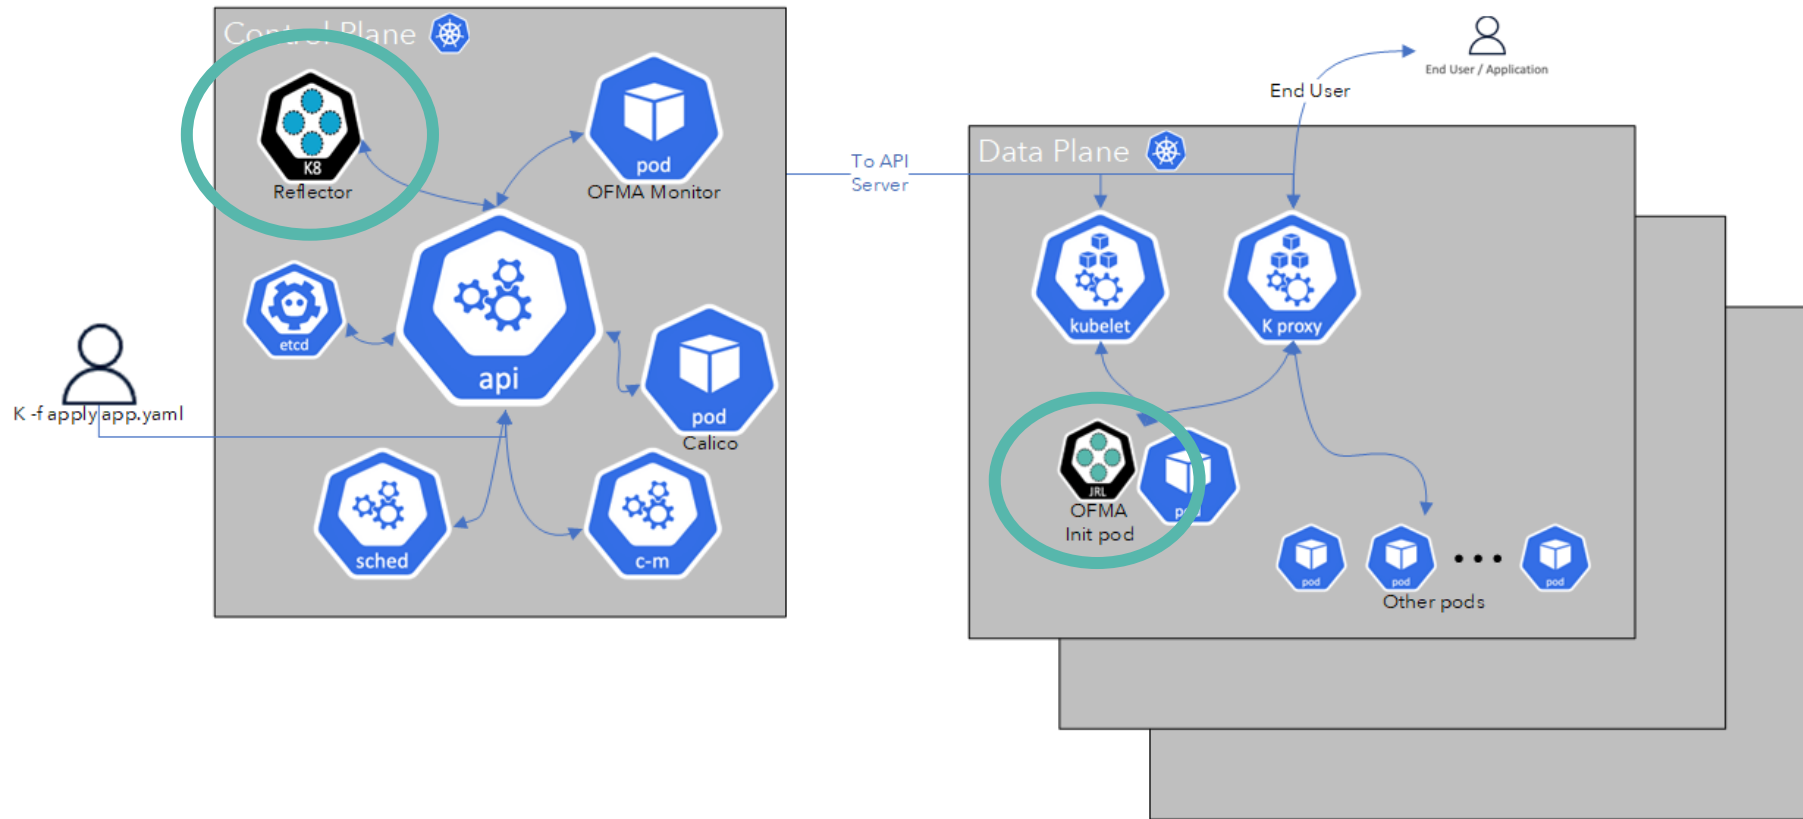 Control Plane
K8
Reflector
pod
OFMA Monitor
etcd
api
pod
Calico
K -f apply app.yaml
sched
c-m
To API
Server
End User / Application
End User
Data Plane
kubelet
K proxy
JRL
OFMA
Init pod
pod
pod
pod
pod
Other pods